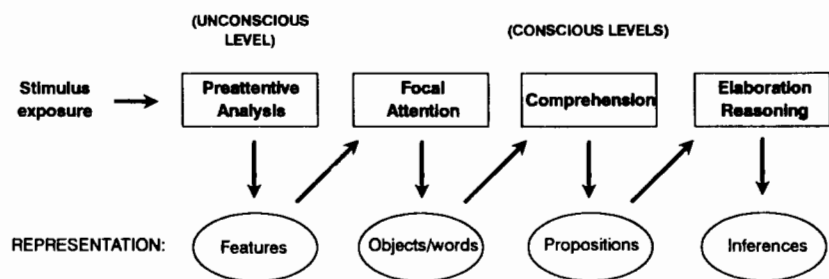 (UNCONSCIOUS
LEVEL)
(CONSCIOUS LEVELS)
Stimulus
exposure
Preattentive
Analysis
Focal
Attention
Comprehension
Elaboration
Reasoning
REPRESENTATION:
Features
Objects/words
Propositions
Inferences